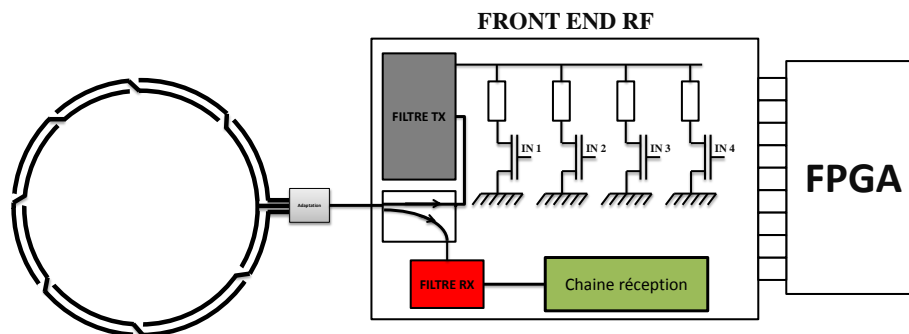 FRONT END RF
FILTRE TX
IN 1
IN 2
IN 3
IN 4
FPGA
Adaptation
FILTRE RX
Chaine réception